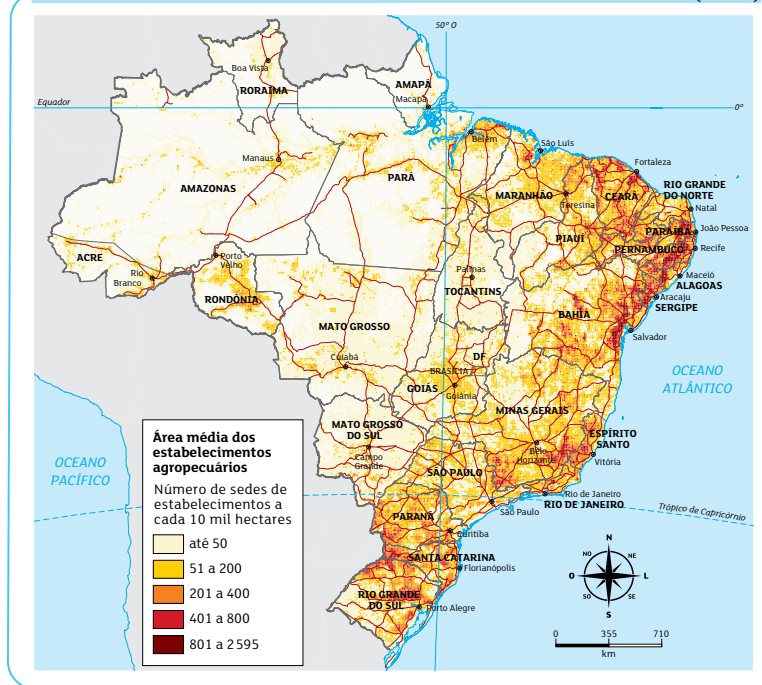 50° O
Boa Vista
RORAIMA
AMAPÁ
Macapá
Equador
0°
Belém
São Luís
Manaus
Fortaleza
AMAZONAS
PARÁ
MARANHÃO
Teresina
CEARÁ
RIO GRANDE
DO NORTE
Natal
PARAÍBA
João Pessoa
PIAUÍ
PERNAMBUCO
Recife
ACRE
Porto
Velho
Rio
Branco
Palmas
TOCANTINS
Maceió
ALAGOAS
Aracaju
SERGIPE
RONDÔNIA
MATO GROSSO
BAHIA
Salvador
Cuiabá
DF
BRASÍLIA
GOIÁS
Goiânia
OCEANO
ATLÂNTICO
MINAS GERAIS
MATO GROSSO
DO SUL
Campo
Grande
ESPÍRITO
SANTO
Belo
Horizonte
Vitória
OCEANO
PACÍFICO
SÃO PAULO
Rio de Janeiro
RIO DE JANEIRO
São Paulo
Trópico de Capricórnio
PARANÁ
Curitiba
SANTA CATARINA
Florianópolis
RIO GRANDE
DO SUL
Porto Alegre
Área média dos
estabelecimentos
agropecuários
Número de sedes de
estabelecimentos a
cada 10 mil hectares
até 50
51 a 200
201 a 400
401 a 800
801 a 2 595
N
NO
NE
O
L
SO
SE
S
0
355
710
km